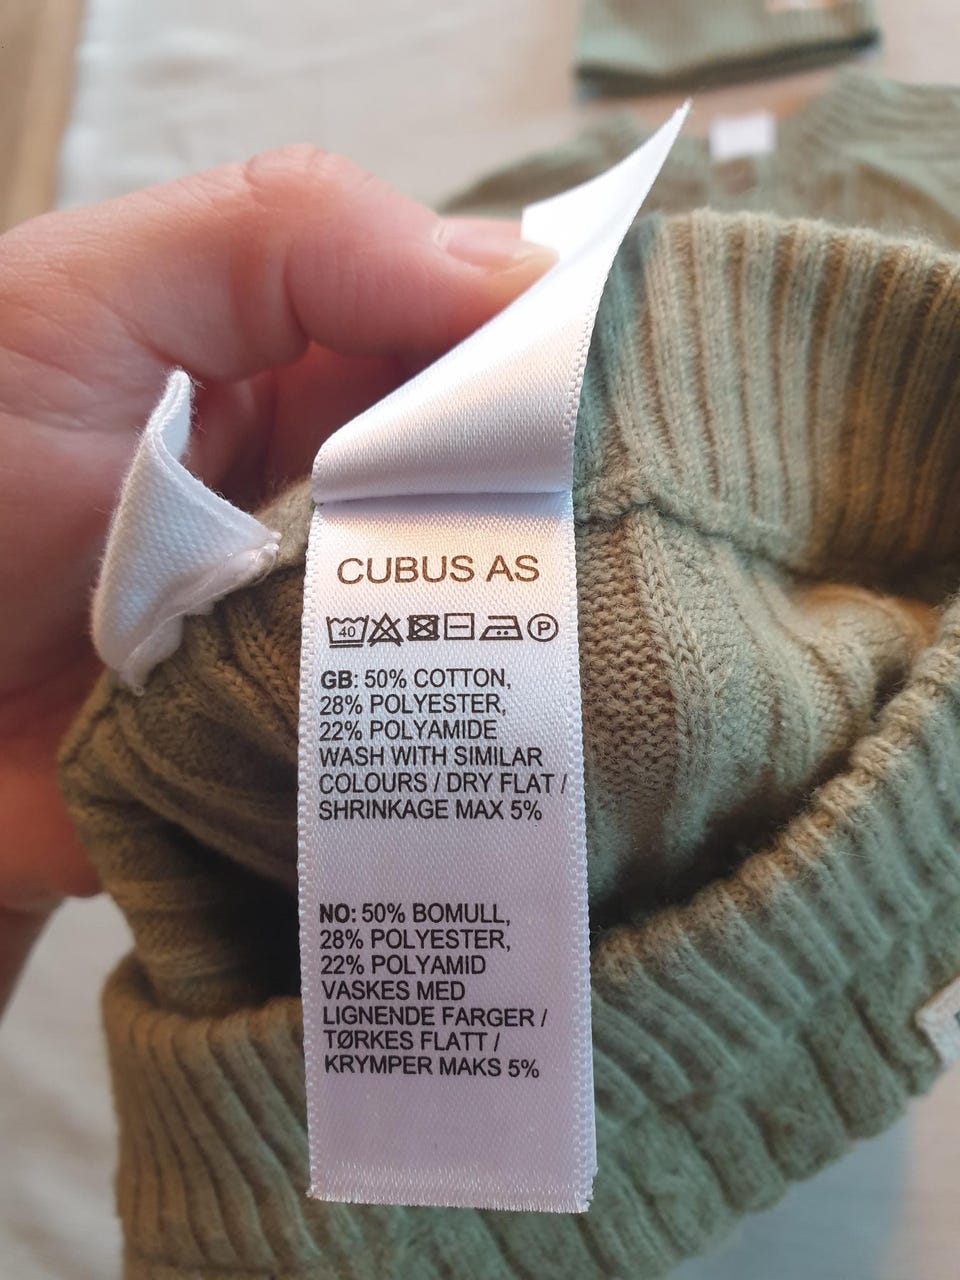 CUBUS AS
40 P
GB: 50% COTTON,
28% POLYESTER,
22% POLYAMIDE
WASH WITH SIMILAR
COLOURS / DRY FLAT /
SHRINKAGE MAX 5%
NO: 50% BOMULL,
28% POLYESTER,
22% POLYAMID
VASKES MED
LIGNENDE FARGER /
TØRKES FLATT /
KRYMPER MAKS 5%